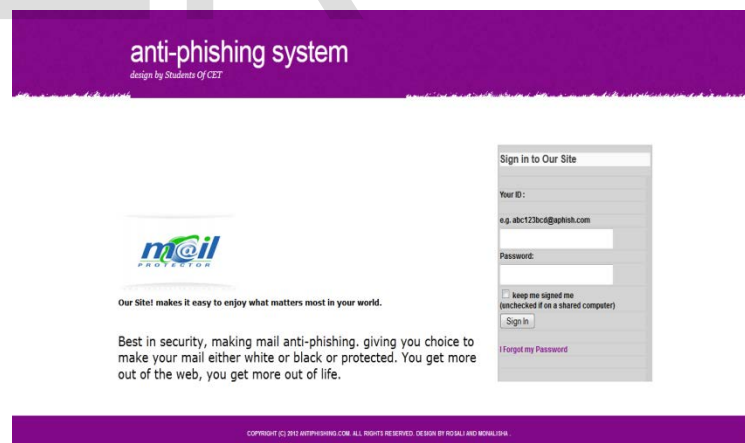 anti-phishing system
design by Students Of CET
Sign in to Our Site
Your ID :
e.g. abc123bcd@aphish.com
Password:
keep me signed me
(unchecked if on a shared computer)
Sign In
I Forgot my Password
m@il
PROTECTOR
Our Site! makes it easy to enjoy what matters most in your world.
Best in security, making mail anti-phishing. giving you choice to
make your mail either white or black or protected. You get more
out of the web, you get more out of life.
COPYRIGHT (C) 2012 ANTIPHISHING.COM. ALL RIGHTS RESERVED. DESIGN BY ROSALI AND MONALISHA .